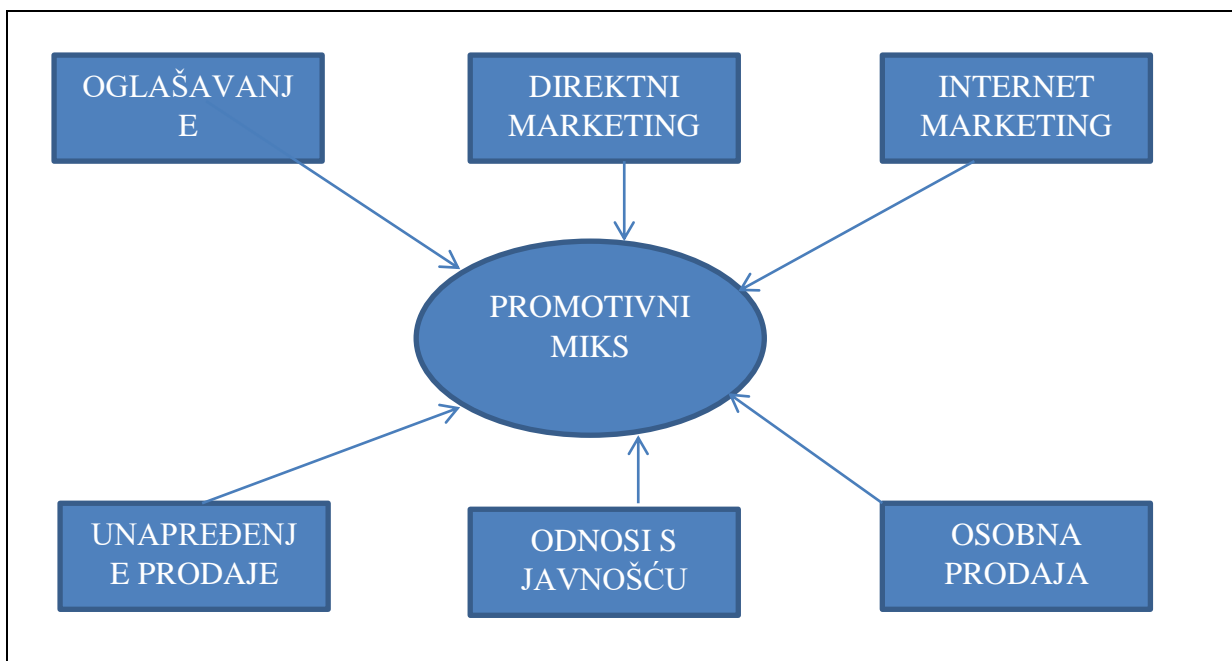 OGLAŠAVANJ
E
DIREKTNI
MARKETING
INTERNET
MARKETING
PROMOTIVNI
MIKS
UNAPREĐENJ
E PRODAJE
ODNOSI S
JAVNOŠĆU
OSOBNA
PRODAJA